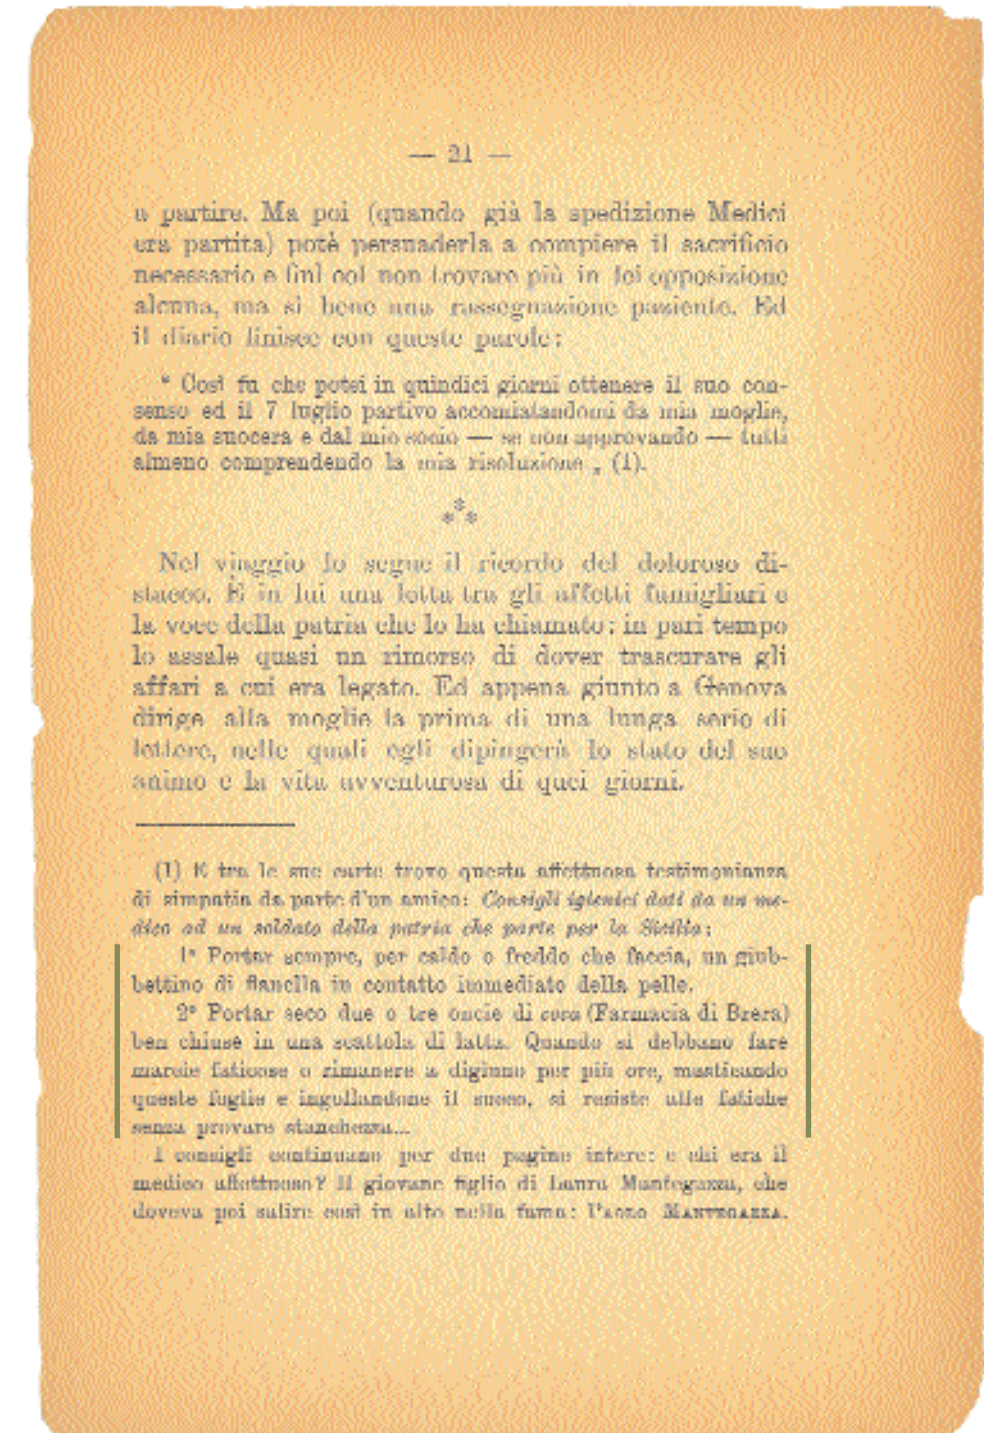 — 21 —
a partire. Ma poi (quando già la spedizione Medici
era partita) potè persuaderla a compiere il sacrificio
necessario e finì col non trovare più in lei opposizione
alcuna, ma sì bene una rassegnazione paziente. Ed
il diario finisce con queste parole:
" Così fu che potei in quindici giorni ottenere il suo con-
senso ed il 7 luglio partivo accomiatandomi da mia moglie,
da mia suocera e dal mio socio — se non approvando — tutti
almeno comprendendo la mia risoluzione „ (1).
***
Nel viaggio lo segue il ricordo del doloroso di-
stacco. È in lui una lotta tra gli affetti famigliari e
la voce della patria che lo ha chiamato: in pari tempo
lo assale quasi un rimorso di dover trascurare gli
affari a cui era legato. Ed appena giunto a Genova
dirige alla moglie la prima di una lunga serie di
lettere, nelle quali egli dipingerà lo stato del suo
animo e la vita avventurosa di quei giorni.
(1) E tra le sue carte trovo questa affettuosa testimonianza
di simpatia da parte d'un amico: Consigli igienici dati da un me-
dico ad un soldato della patria che parte per la Sicilia:
1° Portar sempre, per caldo o freddo che faccia, un giub-
bettino di flanella in contatto immediato della pelle.
2° Portar seco due o tre oncie di coca (Farmacia di Brera)
ben chiuse in una scattola di latta. Quando si debbano fare
marcie faticose o rimanere a digiuno per più ore, masticando
queste foglie e ingollandone il succo, si resiste alle fatiche
senza provare stanchezza...
I consigli continuano per due pagine intere: e chi era il
medico affettuoso? Il giovane figlio di Laura Mantegazza, che
doveva poi salire così in alto nella fama: PAOLO MANTEGAZZA.